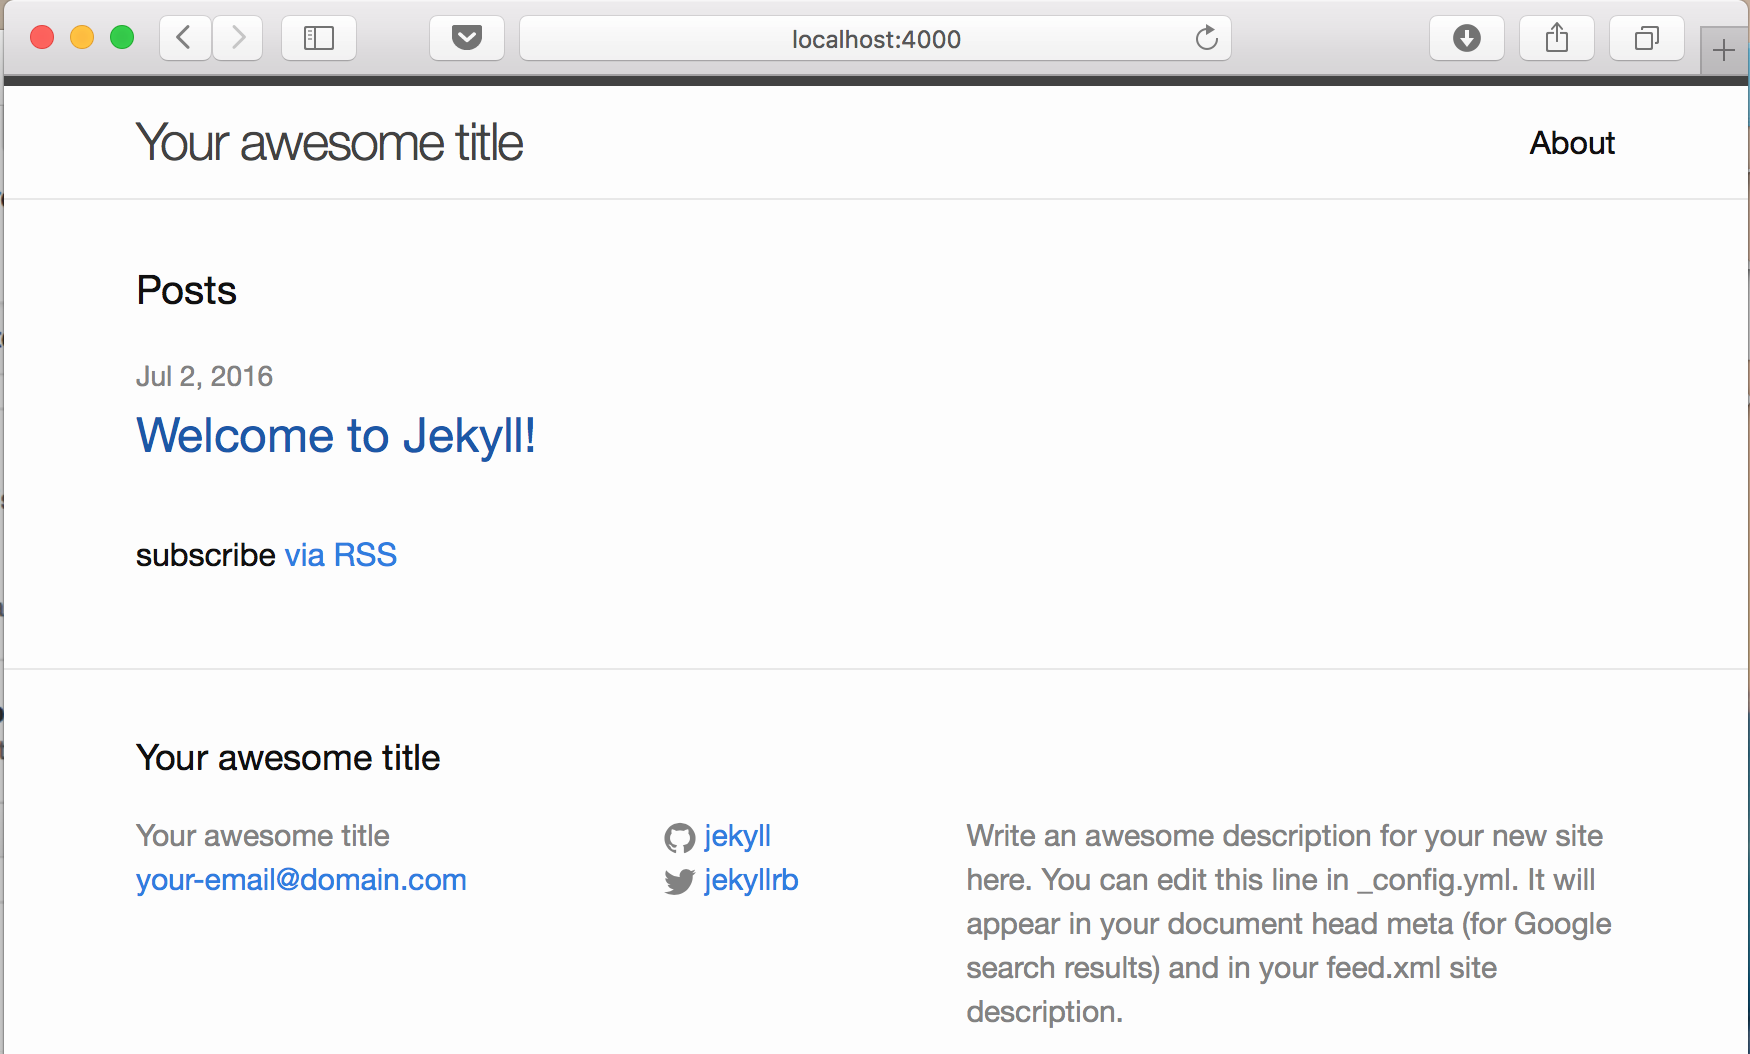 localhost:4000
Your awesome title
About
Posts
Jul 2, 2016
Welcome to Jekyll!
subscribe via RSS
Your awesome title
Your awesome title
your-email@domain.com
jekyll
jekyllrb
Write an awesome description for your new site
here. You can edit this line in _config.yml. It will
appear in your document head meta (for Google
search results) and in your feed.xml site
description.